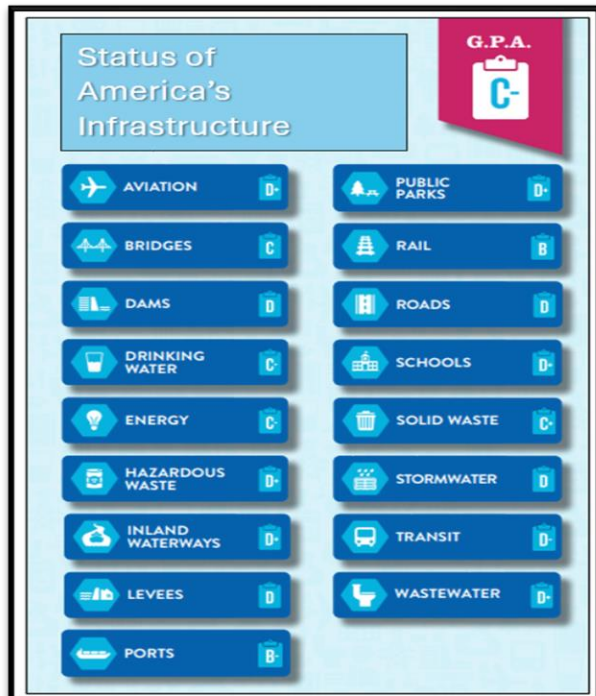 Status of
America's
Infrastructure
G.P.A.
C-
AVIATION D+
BRIDGES C
DAMS D
DRINKING
WATER C-
ENERGY C-
HAZARDOUS
WASTE D+
INLAND
WATERWAYS D+
LEVEES D
PORTS B-
PUBLIC
PARKS D+
RAIL B
ROADS D
SCHOOLS D+
SOLID WASTE C+
STORMWATER D
TRANSIT D-
WASTEWATER D+